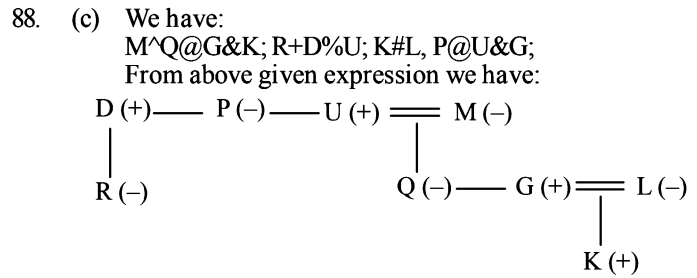 88. (c) We have:
M^Q@G&K; R+D%U; K#L, P@U&G;
From above given expression we have:
D (+) P (–) U (+) M (–)
R (–) Q (–) G (+) L (–)
K (+)